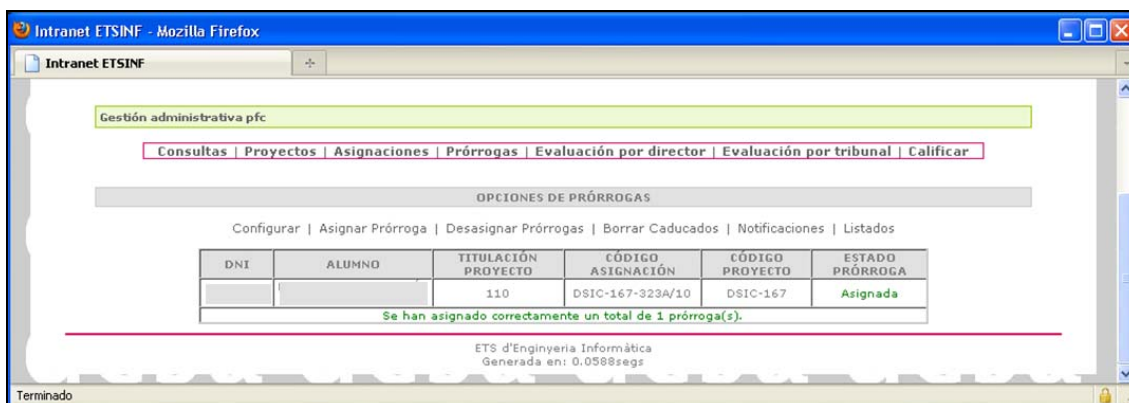 Intranet ETSINF - Mozilla Firefox
Intranet ETSINF
Gestión administrativa pfc
Consultas | Proyectos | Asignaciones | Prórrogas | Evaluación por director | Evaluación por tribunal | Calificar
OPCIONES DE PRÓRROGAS
Configurar | Asignar Prórroga | Desasignar Prórrogas | Borrar Caducados | Notificaciones | Listados
DNI ALUMNO TITULACIÓN PROYECTO CÓDIGO ASIGNACIÓN CÓDIGO PROYECTO ESTADO PRÓRROGA
110 DSIC-167-323A/10 DSIC-167 Asignada
Se han asignado correctamente un total de 1 prórroga(s).
ETS d'Enginyeria Informàtica
Generada en: 0.0588segs
Terminado